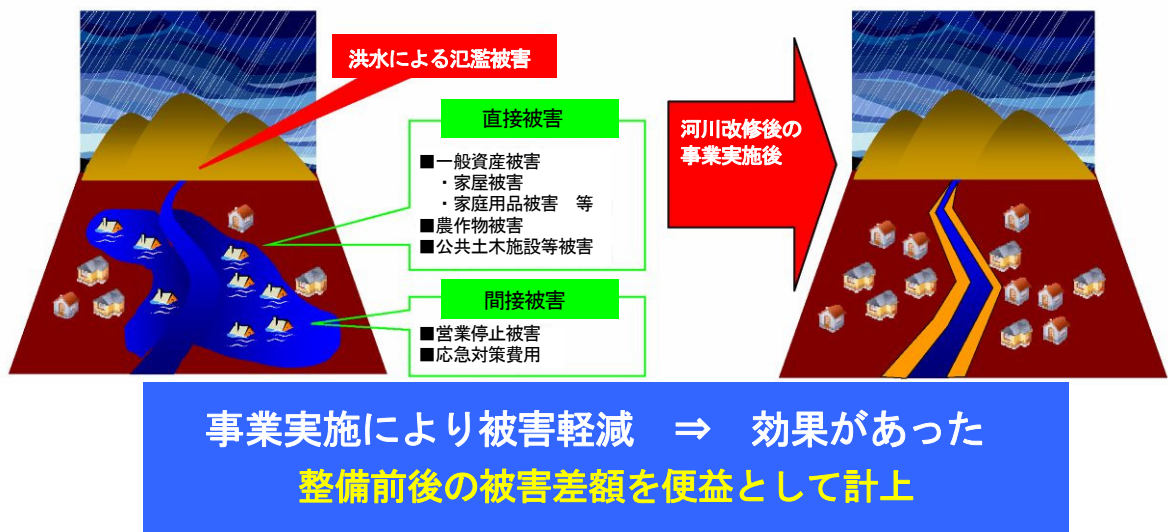 洪水による氾濫被害
直接被害
■一般資産被害
・家屋被害
・家庭用品被害　等
■農作物被害
■公共土木施設等被害
間接被害
■営業停止被害
■応急対策費用
河川改修後の
事業実施後
事業実施により被害軽減　⇒　効果があった
整備前後の被害差額を便益として計上